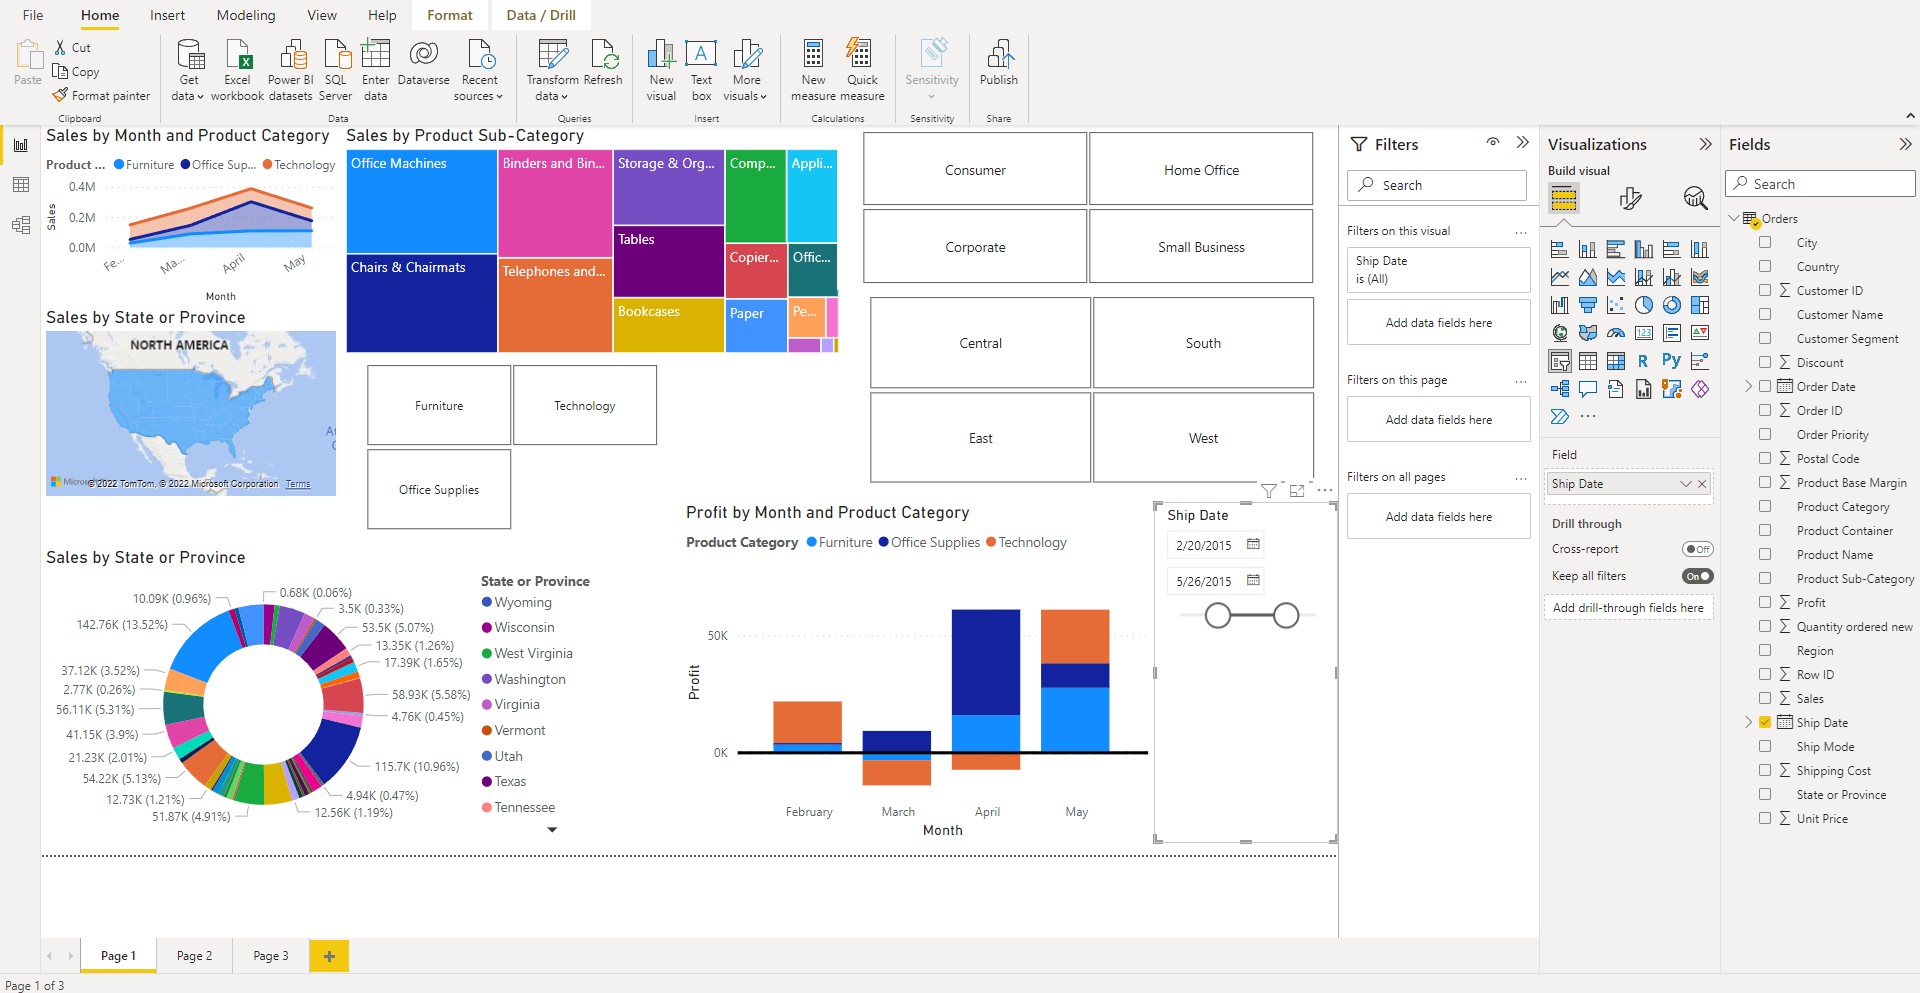 File Home Insert Modeling View Help Format Data / Drill
Paste
Cut
Copy
Format painter
Clipboard
Get data
Excel workbook
Power BI datasets
SQL Server
Enter data
Dataverse
Recent sources
Data
Transform data
Refresh
Queries
New visual
Text box
More visuals
Insert
New measure
Quick measure
Calculations
Sensitivity
Sensitivity
Publish
Share
Sales by Month and Product Category
Product ... Furniture Office Sup... Technology
0.4M
0.2M
0.0M
Sales
Fe... Ma... April May
Month
Sales by State or Province
NORTH AMERICA
© 2022 TomTom, © 2022 Microsoft Corporation Terms
Sales by Product Sub-Category
Office Machines
Chairs & Chairmats
Binders and Bin...
Telephones and...
Storage & Org...
Tables
Bookcases
Comp...
Copier...
Paper
Appli...
Offic...
Pe...
Furniture
Technology
Office Supplies
Consumer
Home Office
Corporate
Small Business
Central
South
East
West
Sales by State or Province
10.09K (0.96%)
142.76K (13.52%)
37.12K (3.52%)
2.77K (0.26%)
56.11K (5.31%)
41.15K (3.9%)
21.23K (2.01%)
54.22K (5.13%)
12.73K (1.21%)
51.87K (4.91%)
0.68K (0.06%)
3.5K (0.33%)
53.5K (5.07%)
13.35K (1.26%)
17.39K (1.65%)
58.93K (5.58%)
4.76K (0.45%)
115.7K (10.96%)
4.94K (0.47%)
12.56K (1.19%)
State or Province
Wyoming
Wisconsin
West Virginia
Washington
Virginia
Vermont
Utah
Texas
Tennessee
Profit by Month and Product Category
Product Category Furniture Office Supplies Technology
50K
0K
Profit
February March April May
Month
Ship Date
2/20/2015
5/26/2015
Filters
Search
Filters on this visual ...
Ship Date
is (All)
Add data fields here
Filters on this page ...
Add data fields here
Filters on all pages ...
Add data fields here
Visualizations
Build visual
123
R
Py
Field
Ship Date
Drill through
Cross-report Off
Keep all filters On
Add drill-through fields here
Fields
Search
Orders
City
Country
Customer ID
Customer Name
Customer Segment
Discount
Order Date
Order ID
Order Priority
Postal Code
Product Base Margin
Product Category
Product Container
Product Name
Product Sub-Category
Profit
Quantity ordered new
Region
Row ID
Sales
Ship Date
Ship Mode
Shipping Cost
State or Province
Unit Price
Page 1 Page 2 Page 3 +
Page 1 of 3